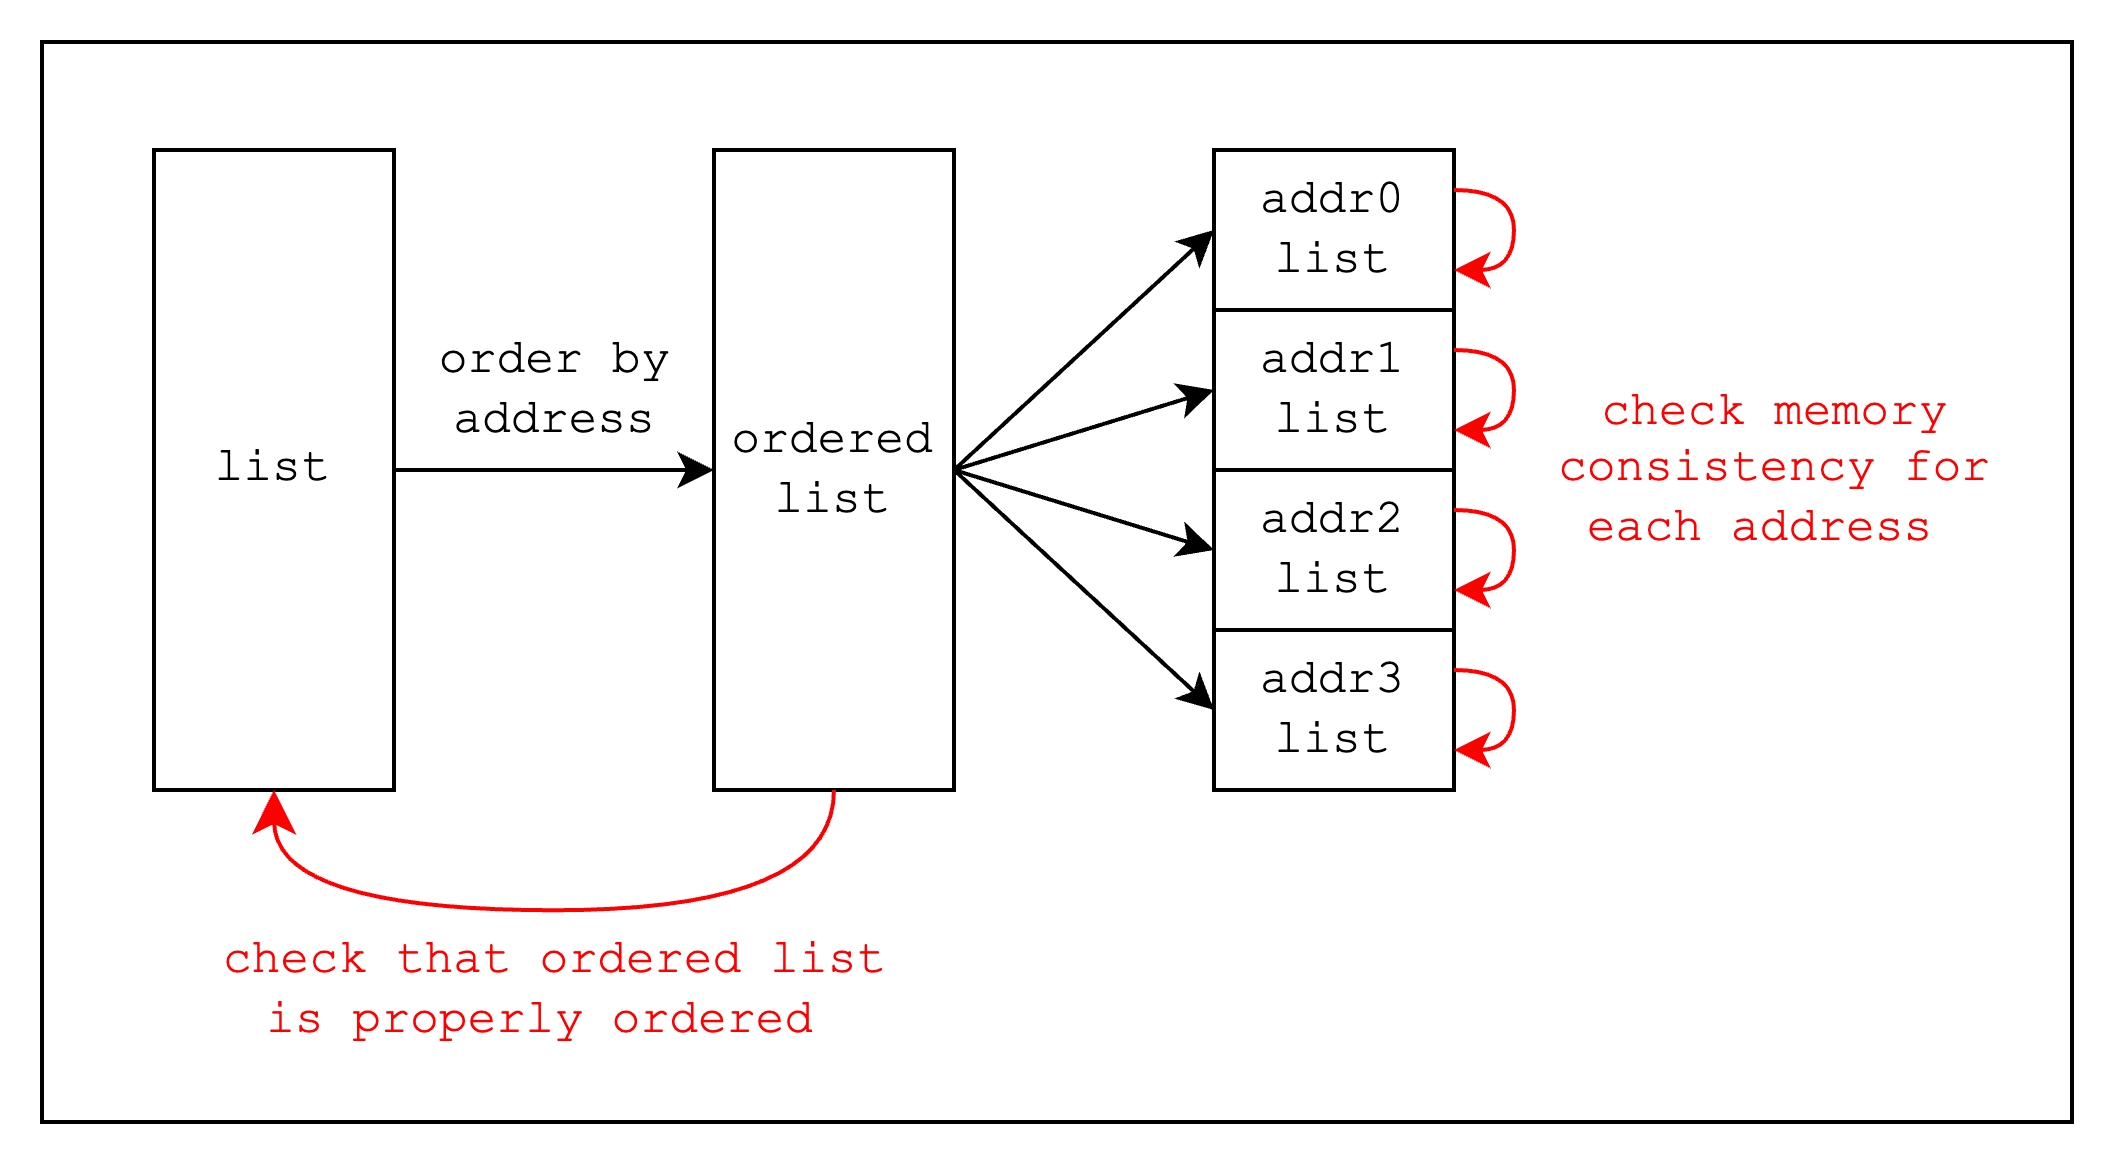 list
order by
address
ordered
list
addr0
list
addr1
list
addr2
list
addr3
list
check memory
consistency for
each address
check that ordered list
is properly ordered